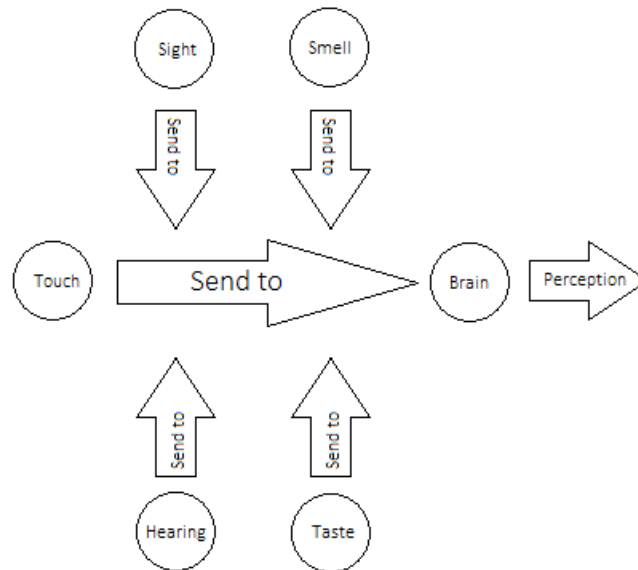 Sight
Smell
Send to
Send to
Touch
Send to
Brain
Perception
Send to
Send to
Hearing
Taste